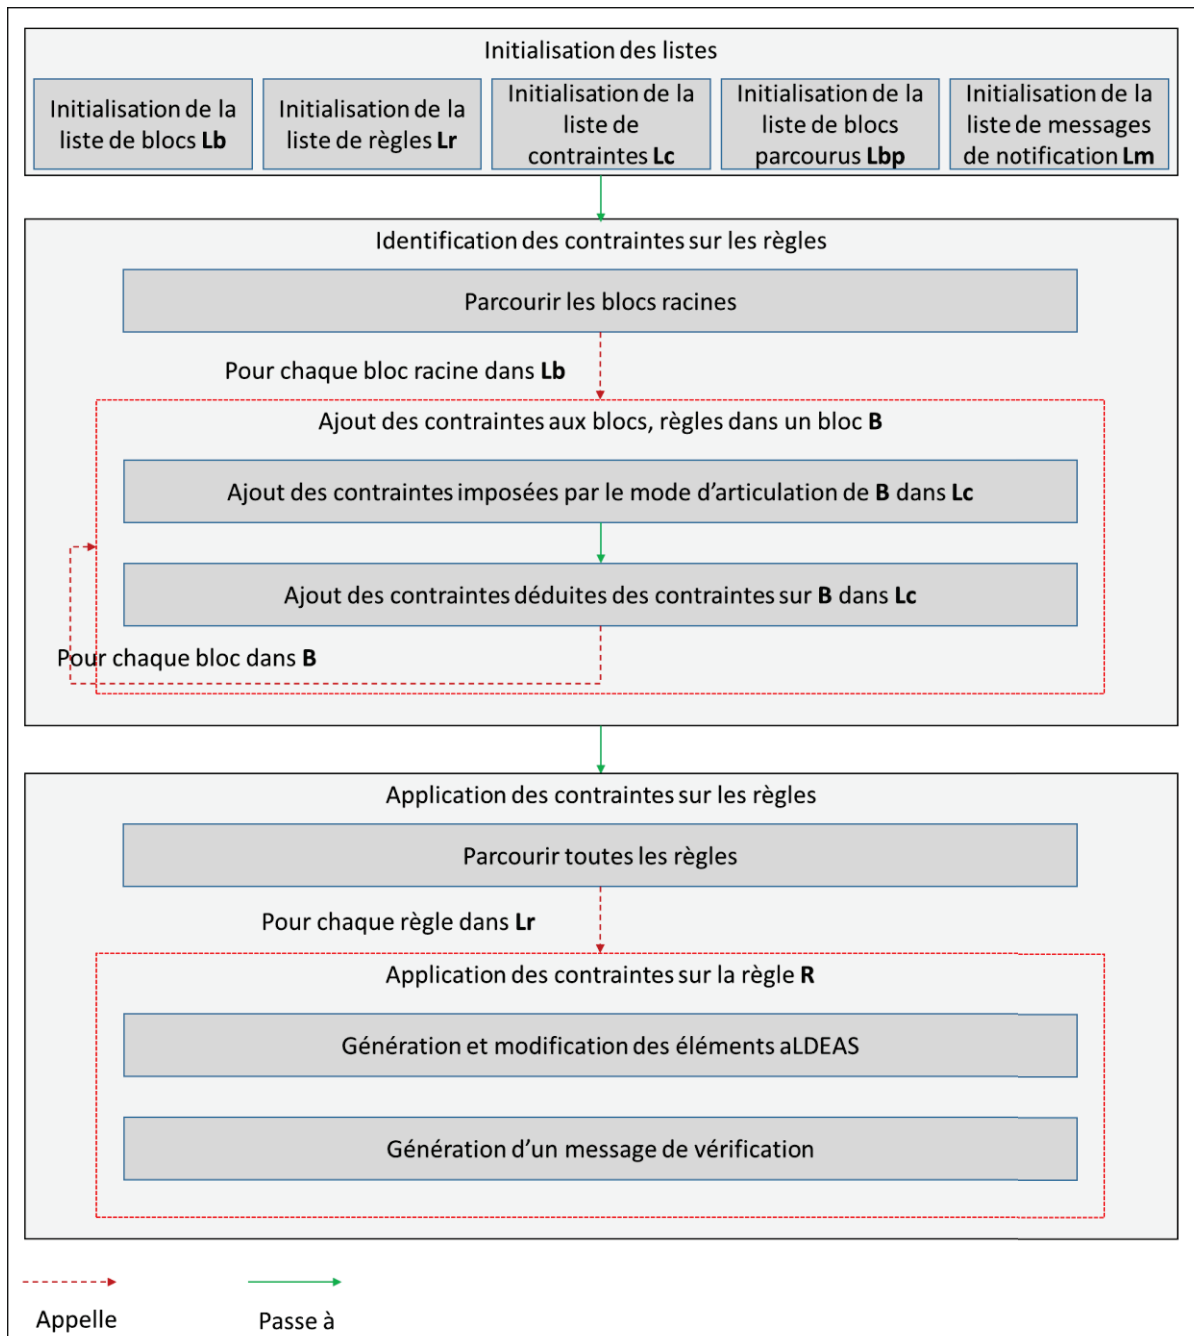 Initialisation des listes
Initialisation de la
liste de blocs Lb
Initialisation de la
liste de règles Lr
Initialisation de la
liste de
contraintes Lc
Initialisation de la
liste de blocs
parcourus Lbp
Initialisation de la
liste de messages
de notification Lm
Identification des contraintes sur les règles
Parcourir les blocs racines
Pour chaque bloc racine dans Lb
Ajout des contraintes aux blocs, règles dans un bloc B
Ajout des contraintes imposées par le mode d'articulation de B dans Lc
Ajout des contraintes déduites des contraintes sur B dans Lc
Pour chaque bloc dans B
Application des contraintes sur les règles
Parcourir toutes les règles
Pour chaque règle dans Lr
Application des contraintes sur la règle R
Génération et modification des éléments aLDEAS
Génération d'un message de vérification
Appelle
Passe à